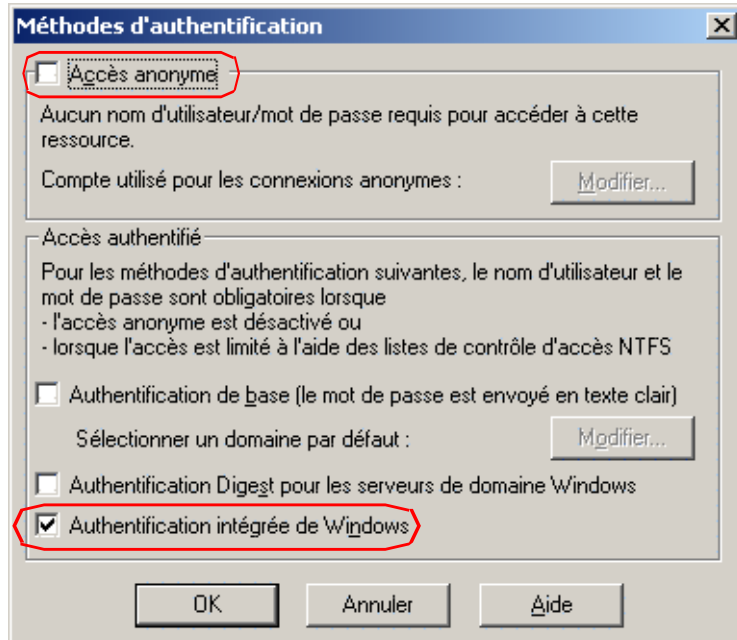 Méthodes d'authentification
Accès anonyme
Aucun nom d'utilisateur/mot de passe requis pour accéder à cette
ressource.
Compte utilisé pour les connexions anonymes :
Modifier...
Accès authentifié
Pour les méthodes d'authentification suivantes, le nom d'utilisateur et le
mot de passe sont obligatoires lorsque
- l'accès anonyme est désactivé ou
- lorsque l'accès est limité à l'aide des listes de contrôle d'accès NTFS
Authentification de base (le mot de passe est envoyé en texte clair)
Sélectionner un domaine par défaut :
Modifier...
Authentification Digest pour les serveurs de domaine Windows
Authentification intégrée de Windows
OK
Annuler
Aide